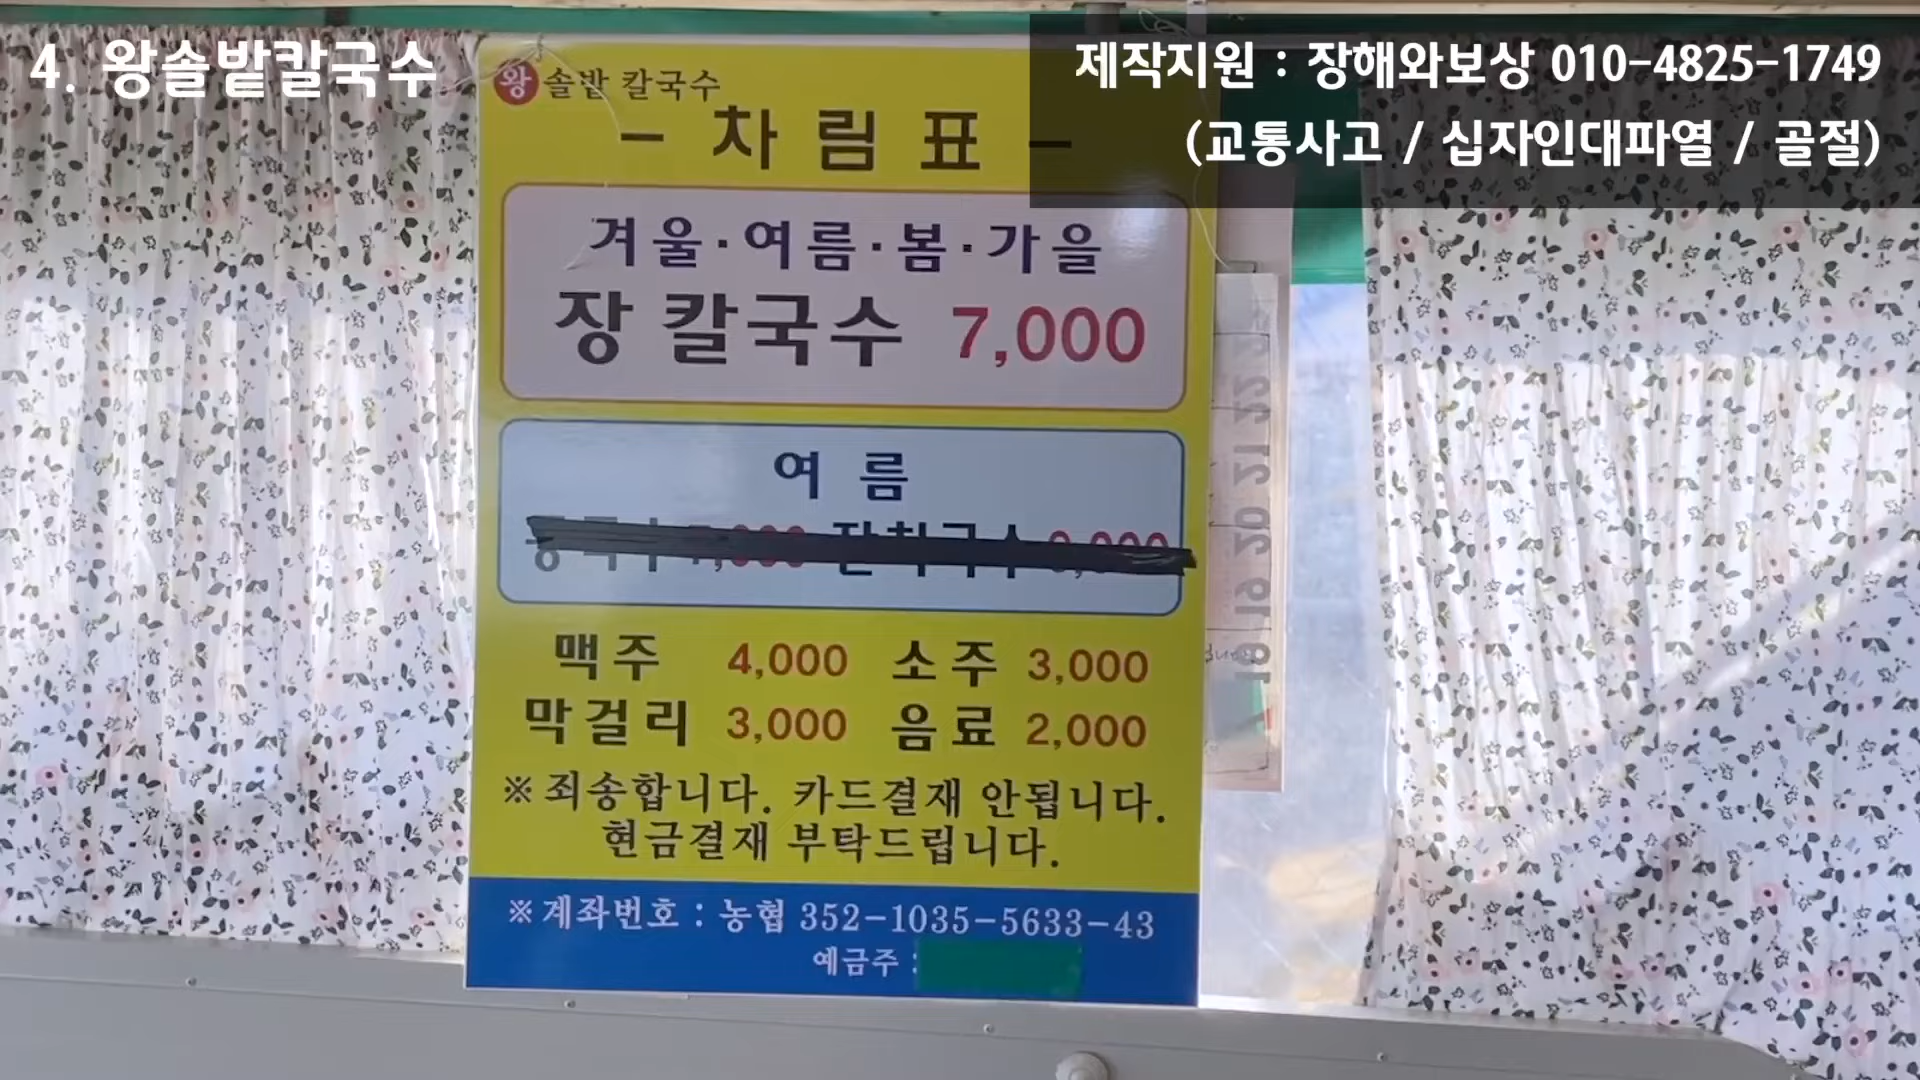 4. 왕솔밭칼국수
제작지원 : 장해와보상 010-4825-1749
(교통사고 / 십자인대파열 / 골절)
왕 솔밭 칼국수
- 차림표 -
겨울·여름·봄·가을
장칼국수 7,000
여름
맥주 4,000 소주 3,000
막걸리 3,000 음료 2,000
※죄송합니다. 카드결재 안됩니다.
현금결재 부탁드립니다.
※계좌번호 : 농협 352-1035-5633-43
예금주 :
19 20 21 22